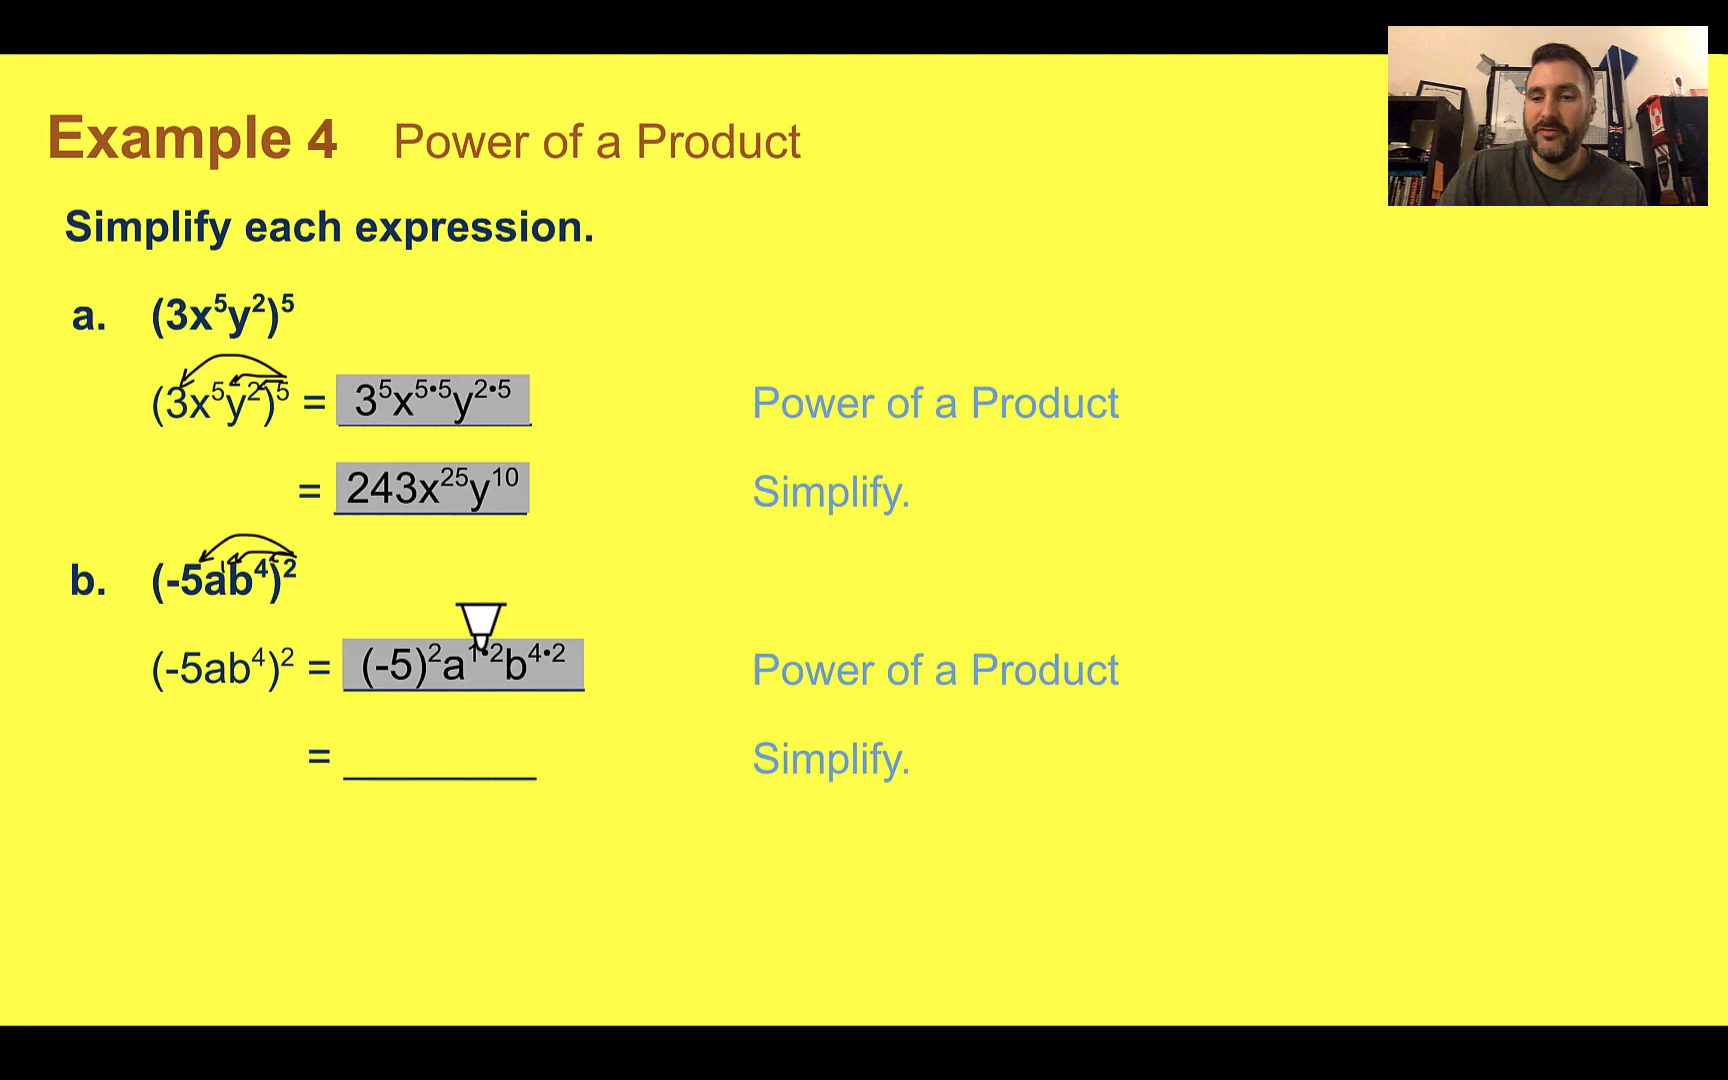 Example 4 Power of a Product
Simplify each expression.
a. (3x⁵y²)⁵
(3x⁵y²)⁵ = 3⁵x⁵•⁵y²•⁵ Power of a Product
= 243x²⁵y¹⁰ Simplify.
b. (-5ab⁴)²
(-5ab⁴)² = (-5)²a¹•²b⁴•² Power of a Product
= ________ Simplify.